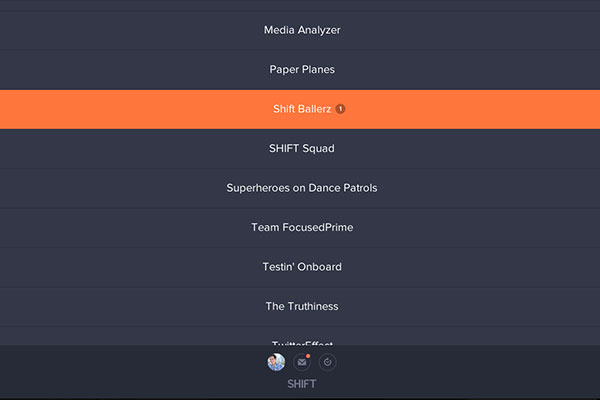 Media Analyzer
Paper Planes
Shift Ballerz 1
SHIFT Squad
Superheroes on Dance Patrols
Team FocusedPrime
Testin' Onboard
The Truthiness
TwitterEffect
SHIFT